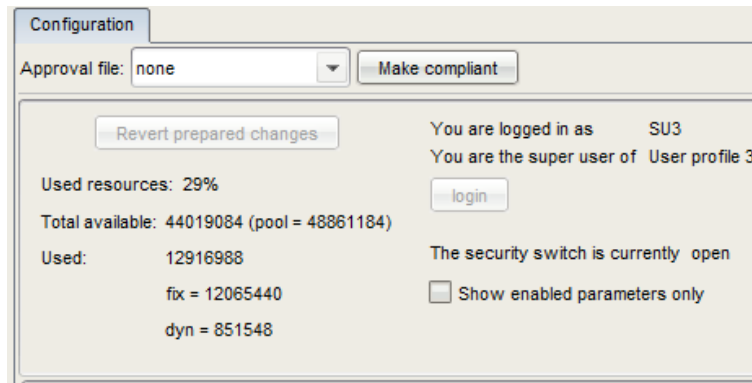 Configuration
Approval file: none Make compliant
Revert prepared changes
Used resources: 29%
Total available: 44019084 (pool = 48861184)
Used: 12916988
fix = 12065440
dyn = 851548
You are logged in as SU3
You are the super user of User profile 3
login
The security switch is currently open
Show enabled parameters only